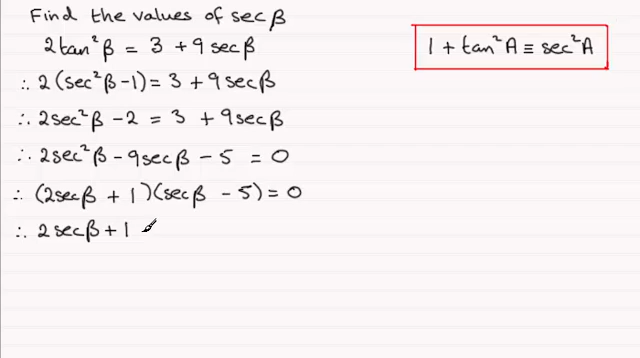 Find the values of secβ
2tan²β = 3 + 9secβ
1 + tan²A ≡ sec²A
∴ 2(sec²β-1) = 3 + 9secβ
∴ 2sec²β - 2 = 3 + 9secβ
∴ 2sec²β - 9secβ - 5 = 0
∴ (2secβ + 1)(secβ - 5) = 0
∴ 2secβ + 1